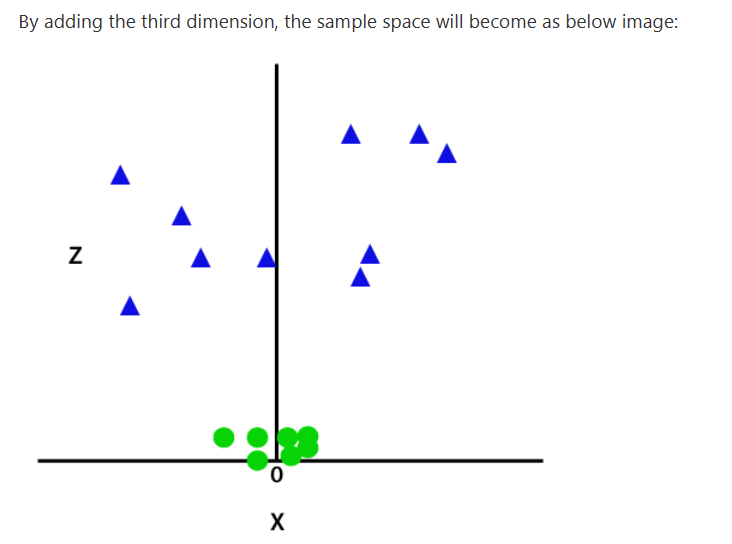 By adding the third dimension, the sample space will become as below image:
Z
0
X